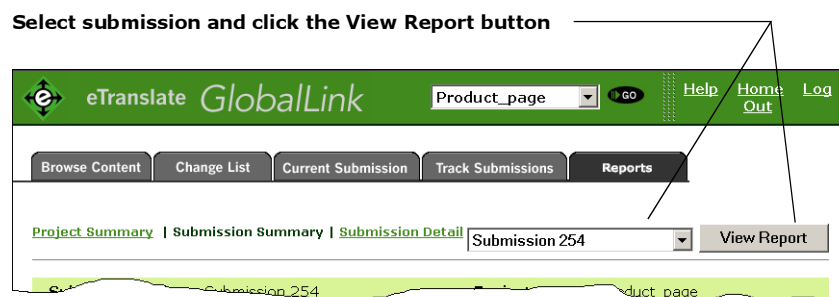 Select submission and click the View Report button
e eTranslate GlobalLink Product_page GO Help Home Log Out
Browse Content Change List Current Submission Track Submissions Reports
Project Summary | Submission Summary | Submission Detail Submission 254 View Report
Submission 254